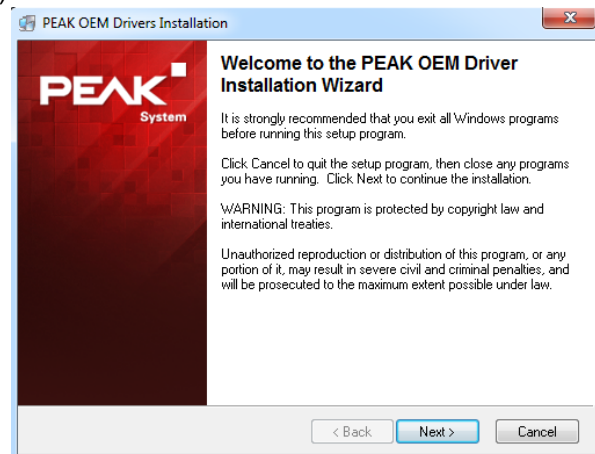 )
PEAK OEM Drivers Installation
X
PEAK
System
Welcome to the PEAK OEM Driver
Installation Wizard
It is strongly recommended that you exit all Windows programs
before running this setup program.
Click Cancel to quit the setup program, then close any programs
you have running. Click Next to continue the installation.
WARNING: This program is protected by copyright law and
international treaties.
Unauthorized reproduction or distribution of this program, or any
portion of it, may result in severe civil and criminal penalties, and
will be prosecuted to the maximum extent possible under law.
< Back Next > Cancel